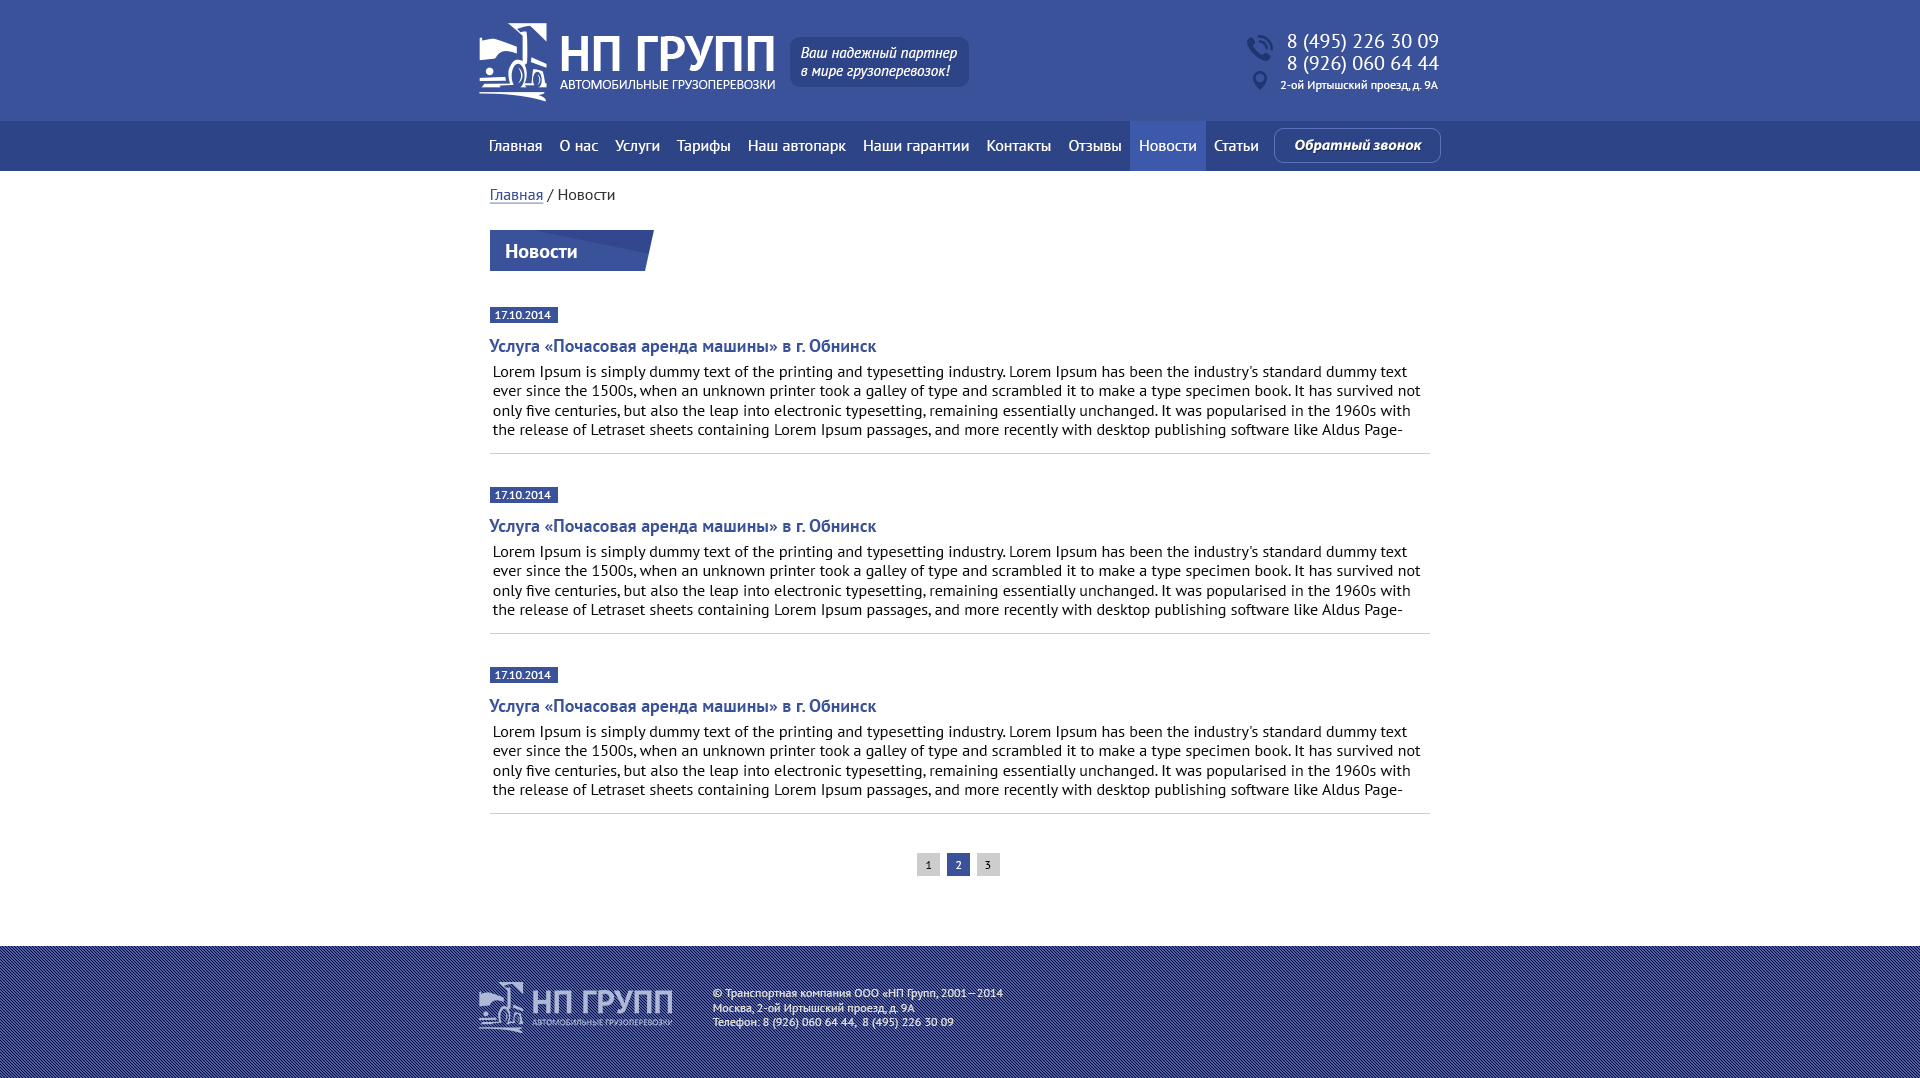 НП ГРУПП
АВТОМОБИЛЬНЫЕ ГРУЗОПЕРЕВОЗКИ
Ваш надежный партнер
в мире грузоперевозок!
8 (495) 226 30 09
8 (926) 060 64 44
2-ой Иртышский проезд, д. 9А
Главная О нас Услуги Тарифы Наш автопарк Наши гарантии Контакты Отзывы Новости Статьи Обратный звонок
Главная / Новости
Новости
17.10.2014
Услуга «Почасовая аренда машины» в г. Обнинск
Lorem Ipsum is simply dummy text of the printing and typesetting industry. Lorem Ipsum has been the industry's standard dummy text
ever since the 1500s, when an unknown printer took a galley of type and scrambled it to make a type specimen book. It has survived not
only five centuries, but also the leap into electronic typesetting, remaining essentially unchanged. It was popularised in the 1960s with
the release of Letraset sheets containing Lorem Ipsum passages, and more recently with desktop publishing software like Aldus Page-
17.10.2014
Услуга «Почасовая аренда машины» в г. Обнинск
Lorem Ipsum is simply dummy text of the printing and typesetting industry. Lorem Ipsum has been the industry's standard dummy text
ever since the 1500s, when an unknown printer took a galley of type and scrambled it to make a type specimen book. It has survived not
only five centuries, but also the leap into electronic typesetting, remaining essentially unchanged. It was popularised in the 1960s with
the release of Letraset sheets containing Lorem Ipsum passages, and more recently with desktop publishing software like Aldus Page-
17.10.2014
Услуга «Почасовая аренда машины» в г. Обнинск
Lorem Ipsum is simply dummy text of the printing and typesetting industry. Lorem Ipsum has been the industry's standard dummy text
ever since the 1500s, when an unknown printer took a galley of type and scrambled it to make a type specimen book. It has survived not
only five centuries, but also the leap into electronic typesetting, remaining essentially unchanged. It was popularised in the 1960s with
the release of Letraset sheets containing Lorem Ipsum passages, and more recently with desktop publishing software like Aldus Page-
1 2 3
НП ГРУПП
АВТОМОБИЛЬНЫЕ ГРУЗОПЕРЕВОЗКИ
© Транспортная компания ООО «НП Групп, 2001—2014
Москва, 2-ой Иртышский проезд, д. 9А
Телефон: 8 (926) 060 64 44, 8 (495) 226 30 09